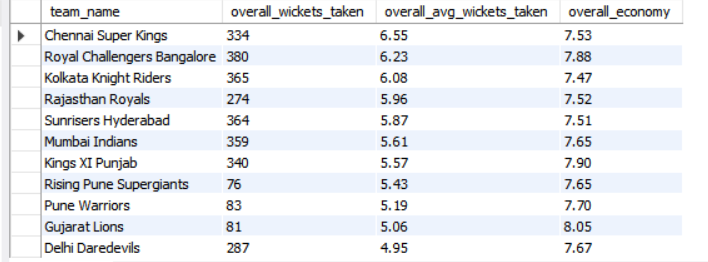 team_name overall_wickets_taken overall_avg_wickets_taken overall_economy
Chennai Super Kings 334 6.55 7.53
Royal Challengers Bangalore 380 6.23 7.88
Kolkata Knight Riders 365 6.08 7.47
Rajasthan Royals 274 5.96 7.52
Sunrisers Hyderabad 364 5.87 7.51
Mumbai Indians 359 5.61 7.65
Kings XI Punjab 340 5.57 7.90
Rising Pune Supergiants 76 5.43 7.65
Pune Warriors 83 5.19 7.70
Gujarat Lions 81 5.06 8.05
Delhi Daredevils 287 4.95 7.67